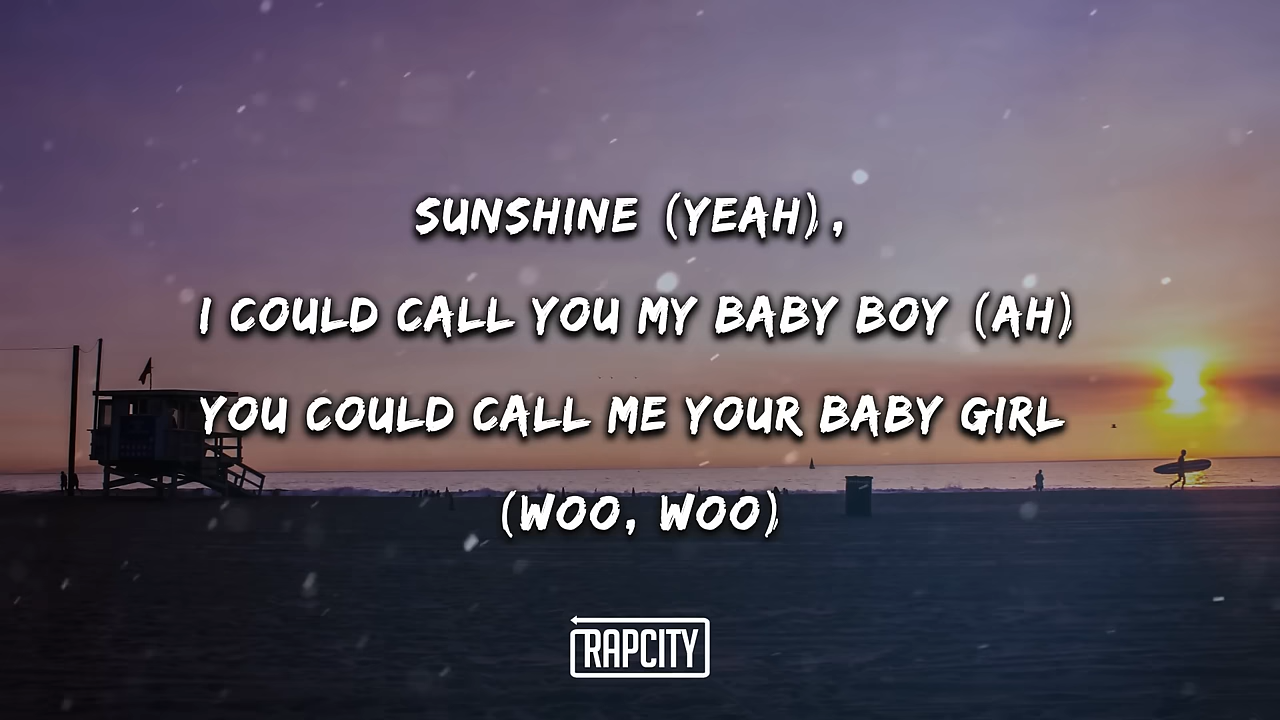 SUNSHINE (YEAH),
I COULD CALL YOU MY BABY BOY (AH)
YOU COULD CALL ME YOUR BABY GIRL
(WOO, WOO)
RAPCITY